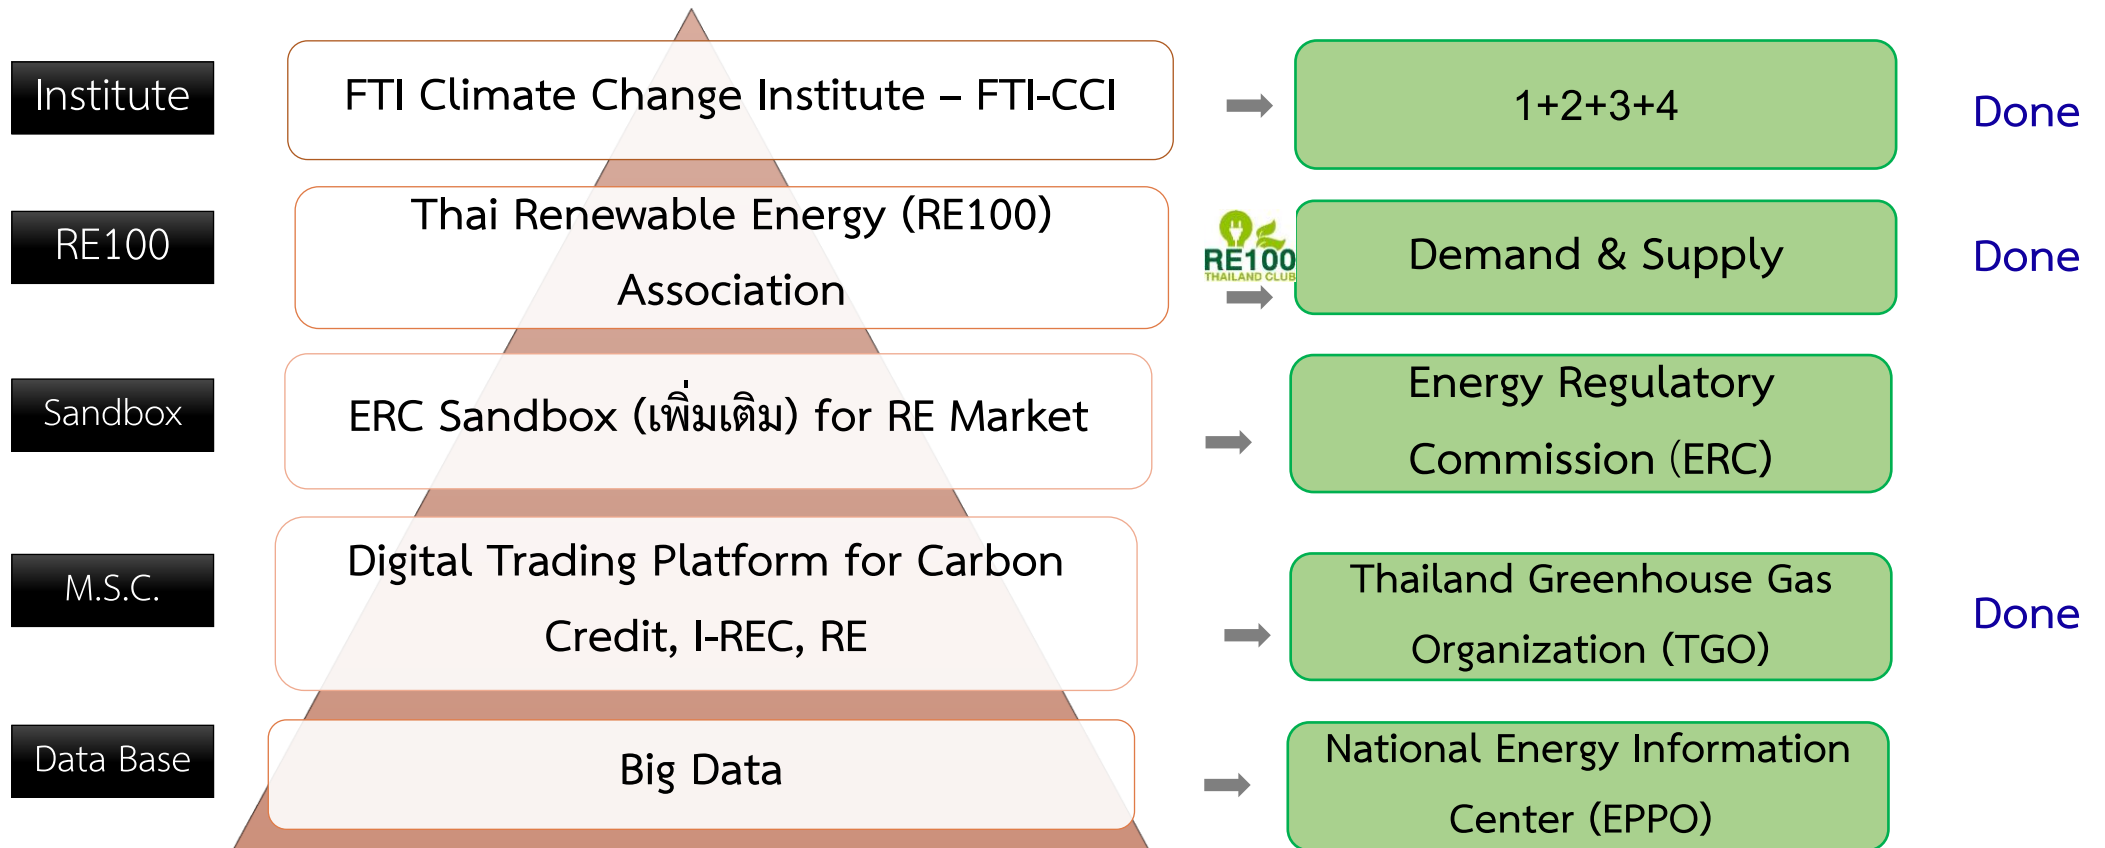 Institute
FTI Climate Change Institute – FTI-CCI
1+2+3+4
Done
RE100
Thai Renewable Energy (RE100)
Association
RE100
THAILAND CLUB
Demand & Supply
Done
Sandbox
ERC Sandbox (เพิ่มเติม) for RE Market
Energy Regulatory
Commission (ERC)
M.S.C.
Digital Trading Platform for Carbon
Credit, I-REC, RE
Thailand Greenhouse Gas
Organization (TGO)
Done
Data Base
Big Data
National Energy Information
Center (EPPO)